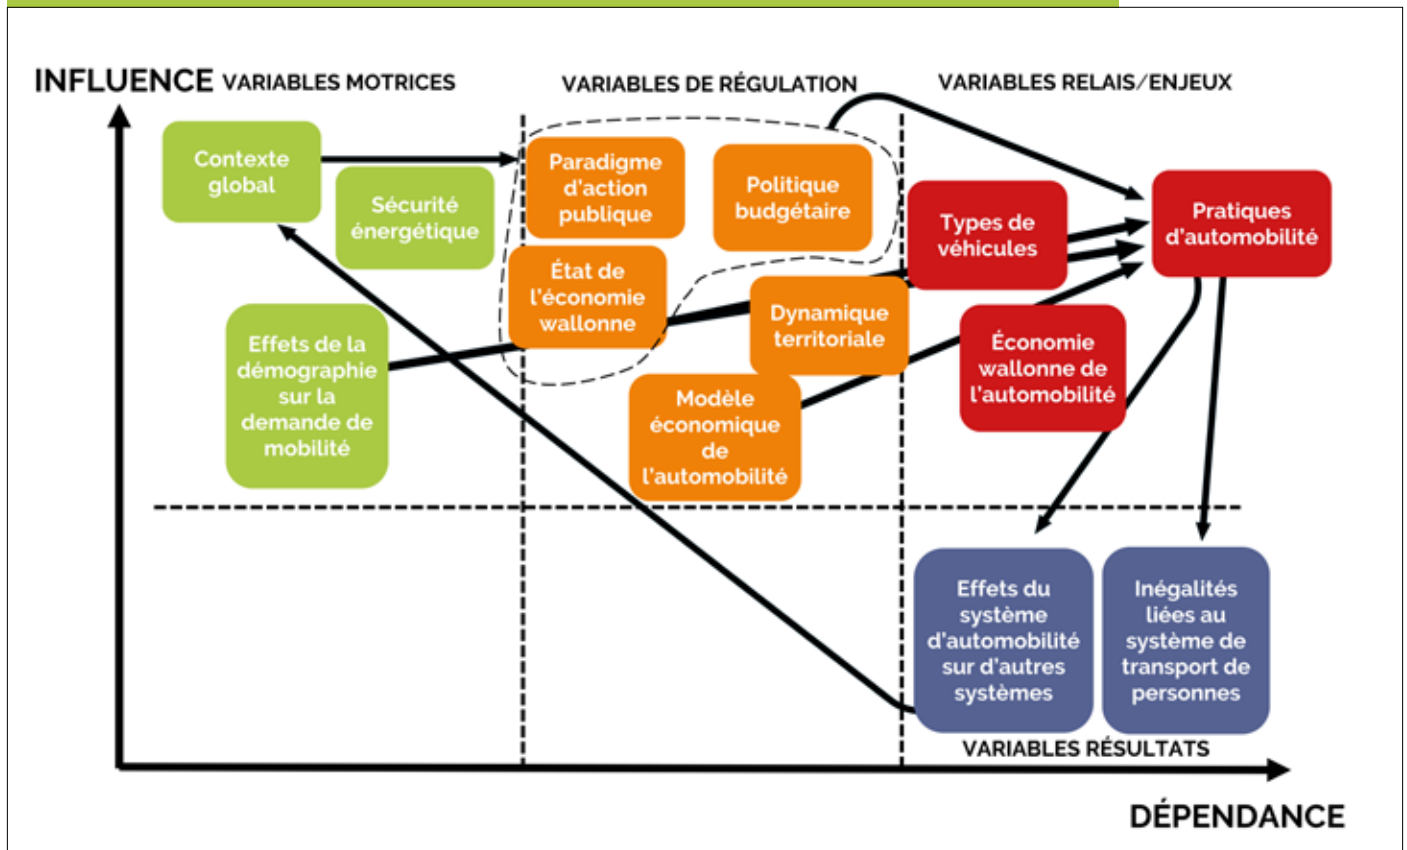 INFLUENCE VARIABLES MOTRICES
VARIABLES DE RÉGULATION
VARIABLES RELAIS/ENJEUX
Contexte
global
Sécurité
énergétique
Effets de la
démographie
sur la
demande de
mobilité
Paradigme
d'action
publique
Politique
budgétaire
État de
l'économie
wallonne
Dynamique
territoriale
Modèle
économique
de
l'automobilité
Types de
véhicules
Pratiques
d'automobilité
Économie
wallonne de
l'automobilité
Effets du
système
d'automobilité
sur d'autres
systèmes
Inégalités
liées au
système de
transport de
personnes
VARIABLES RÉSULTATS
DÉPENDANCE